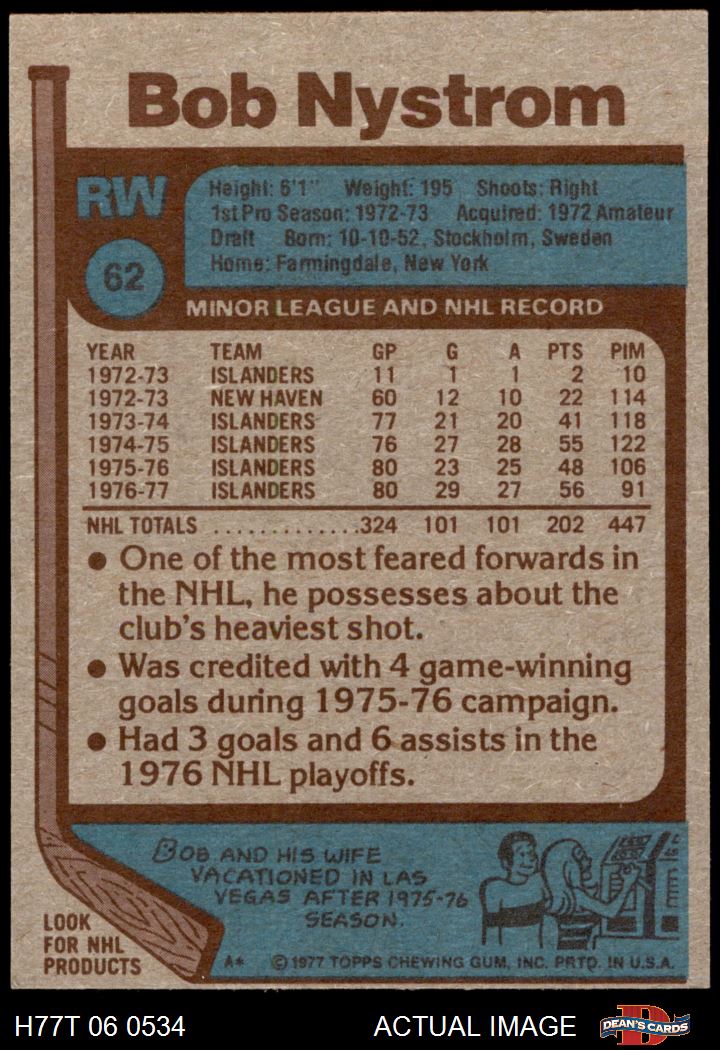 Bob Nystrom
RW
62
Height: 6'1" Weight: 195 Shoots: Right
1st Pro Season: 1972-73 Acquired: 1972 Amateur
Draft Born: 10-10-52, Stockholm, Sweden
Home: Farmingdale, New York
MINOR LEAGUE AND NHL RECORD
YEAR TEAM GP G A PTS PIM
1972-73 ISLANDERS 11 1 1 2 10
1972-73 NEW HAVEN 60 12 10 22 114
1973-74 ISLANDERS 77 21 20 41 118
1974-75 ISLANDERS 76 27 28 55 122
1975-76 ISLANDERS 80 23 25 48 106
1976-77 ISLANDERS 80 29 27 56 91
NHL TOTALS .............324 101 101 202 447
• One of the most feared forwards in
the NHL, he possesses about the
club's heaviest shot.
• Was credited with 4 game-winning
goals during 1975-76 campaign.
• Had 3 goals and 6 assists in the
1976 NHL playoffs.
BOB AND HIS WIFE
VACATIONED IN LAS
VEGAS AFTER 1975-76
SEASON.
LOOK
FOR NHL
PRODUCTS
A* © 1977 TOPPS CHEWING GUM, INC. PRTD. IN U.S.A.
H77T 06 0534 ACTUAL IMAGE DEAN'S CARDS